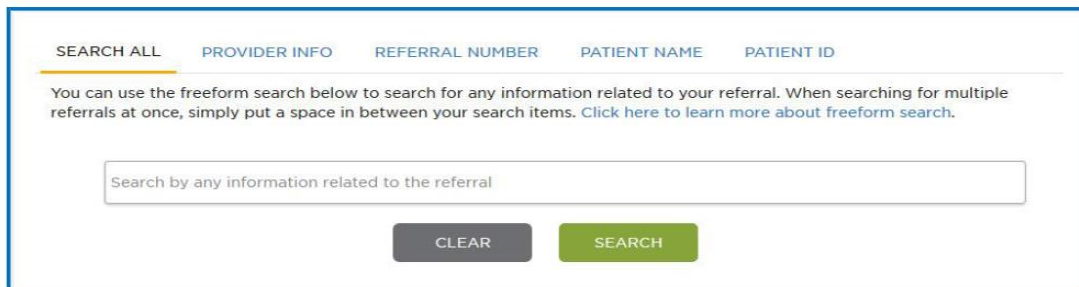 SEARCH ALL PROVIDER INFO REFERRAL NUMBER PATIENT NAME PATIENT ID
You can use the freeform search below to search for any information related to your referral. When searching for multiple
referrals at once, simply put a space in between your search items. Click here to learn more about freeform search.
Search by any information related to the referral
CLEAR SEARCH